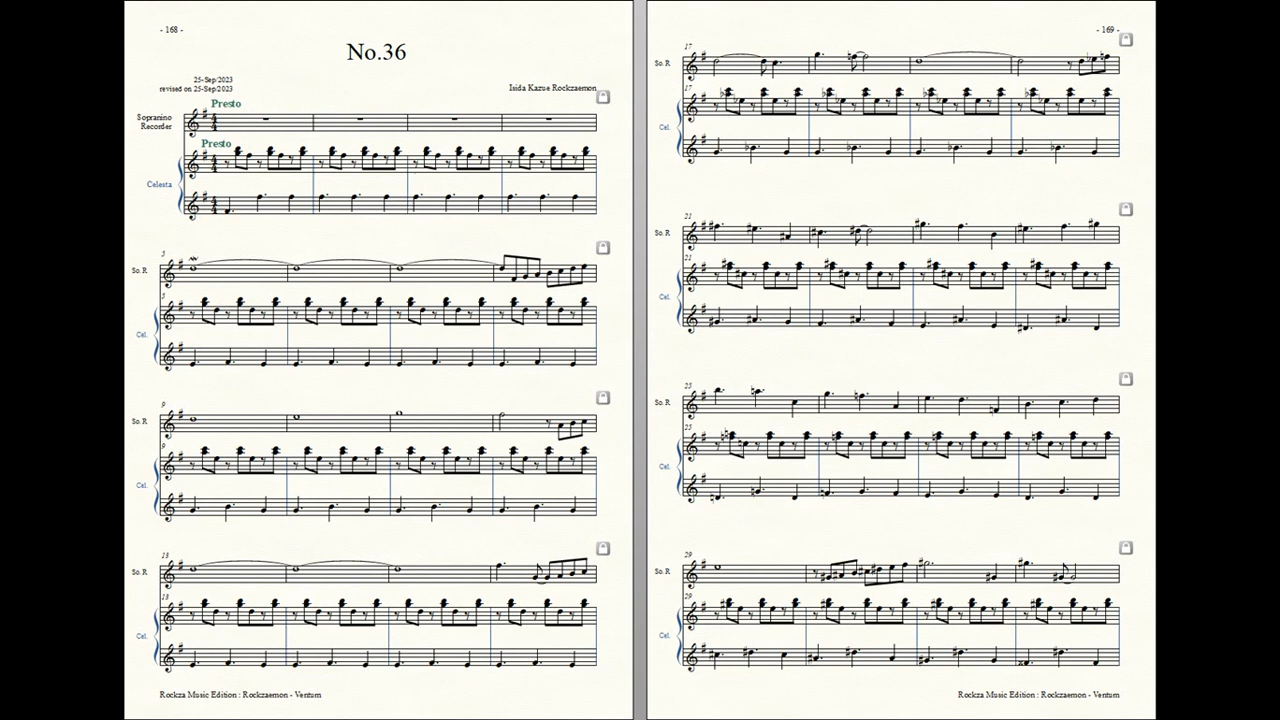 - 168 -
No.36
25-Sep/2023
revised on 25-Sep/2023
Isida Kazue Rockzaemon
Presto
Sopranino
Recorder
Presto
Celesta
5
So.R
5
Cel.
9
So.R
9
Cel.
13
So.R
13
Cel.
Rockza Music Edition : Rockzaemon - Ventum
- 169 -
17
So.R
17
Cel.
21
So.R
21
Cel.
25
So.R
25
Cel.
29
So.R
29
Cel.
Rockza Music Edition : Rockzaemon - Ventum